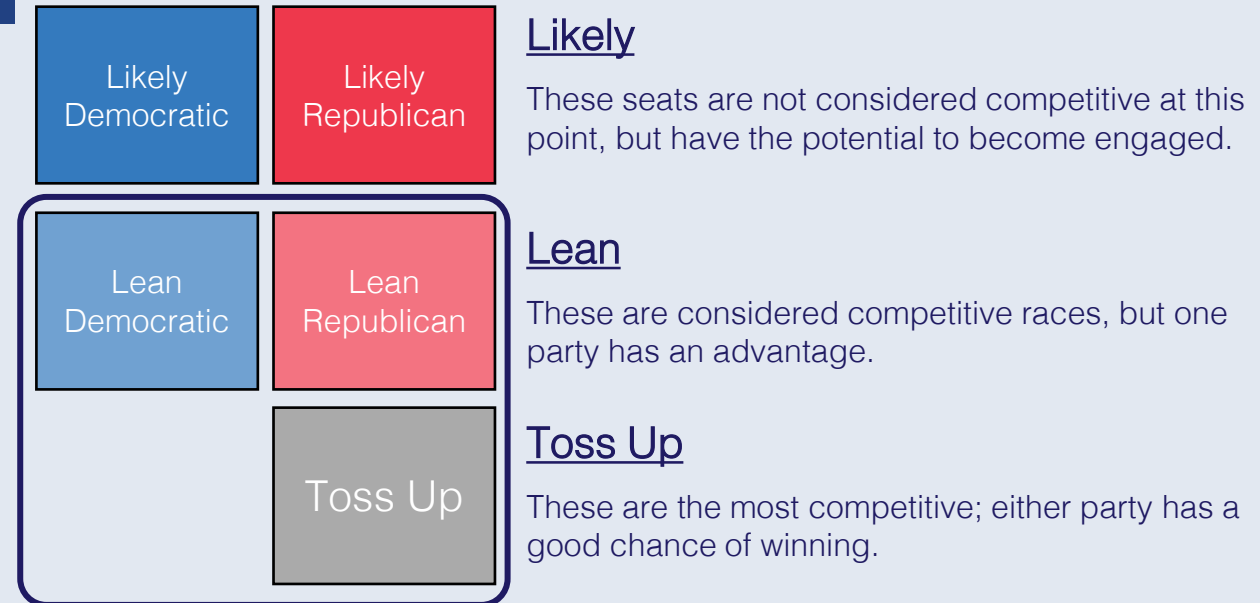 Likely
Democratic
Likely
Republican
Likely
These seats are not considered competitive at this
point, but have the potential to become engaged.
Lean
Democratic
Lean
Republican
Lean
These are considered competitive races, but one
party has an advantage.
Toss Up
Toss Up
These are the most competitive; either party has a
good chance of winning.